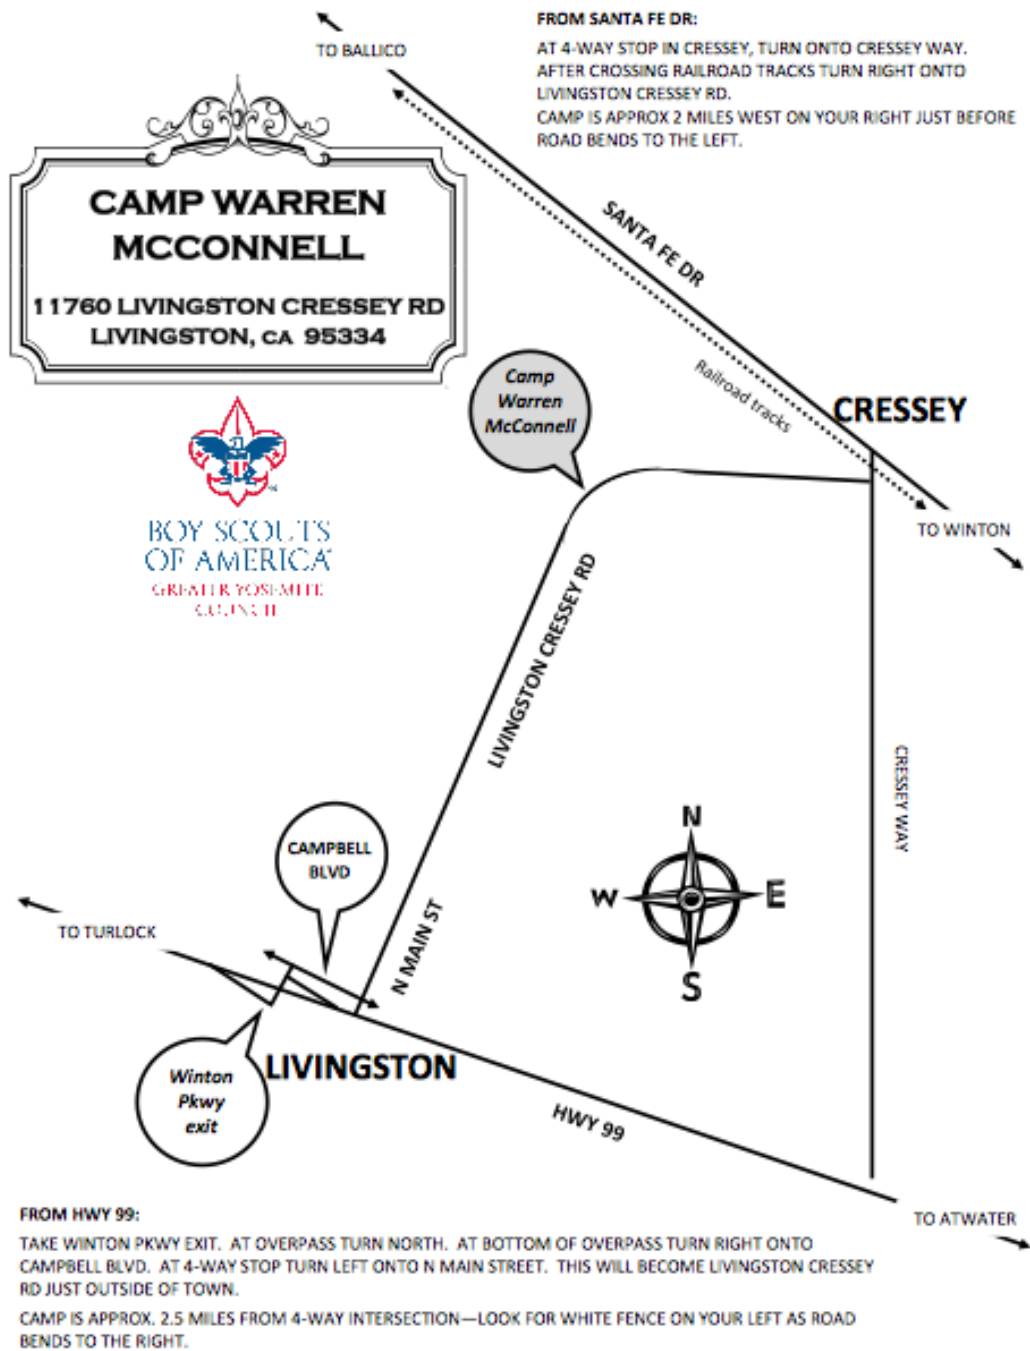 FROM SANTA FE DR:
AT 4-WAY STOP IN CRESSEY, TURN ONTO CRESSEY WAY.
AFTER CROSSING RAILROAD TRACKS TURN RIGHT ONTO
LIVINGSTON CRESSEY RD.
CAMP IS APPROX 2 MILES WEST ON YOUR RIGHT JUST BEFORE
ROAD BENDS TO THE LEFT.
TO BALLICO
CAMP WARREN
MCCONNELL
11760 LIVINGSTON CRESSEY RD
LIVINGSTON, CA 95334
SANTA FE DR
Railroad tracks
CRESSEY
Camp
Warren
McConnell
TO WINTON
BOY SCOUTS
OF AMERICA
GREATER YOSEMITE
COUNCIL
LIVINGSTON CRESSEY RD
CRESSEY WAY
N
W
E
S
CAMPBELL
BLVD
TO TURLOCK
N MAIN ST
LIVINGSTON
Winton
Pkwy
exit
HWY 99
TO ATWATER
FROM HWY 99:
TAKE WINTON PKWY EXIT. AT OVERPASS TURN NORTH. AT BOTTOM OF OVERPASS TURN RIGHT ONTO
CAMPBELL BLVD. AT 4-WAY STOP TURN LEFT ONTO N MAIN STREET. THIS WILL BECOME LIVINGSTON CRESSEY
RD JUST OUTSIDE OF TOWN.
CAMP IS APPROX. 2.5 MILES FROM 4-WAY INTERSECTION—LOOK FOR WHITE FENCE ON YOUR LEFT AS ROAD
BENDS TO THE RIGHT.